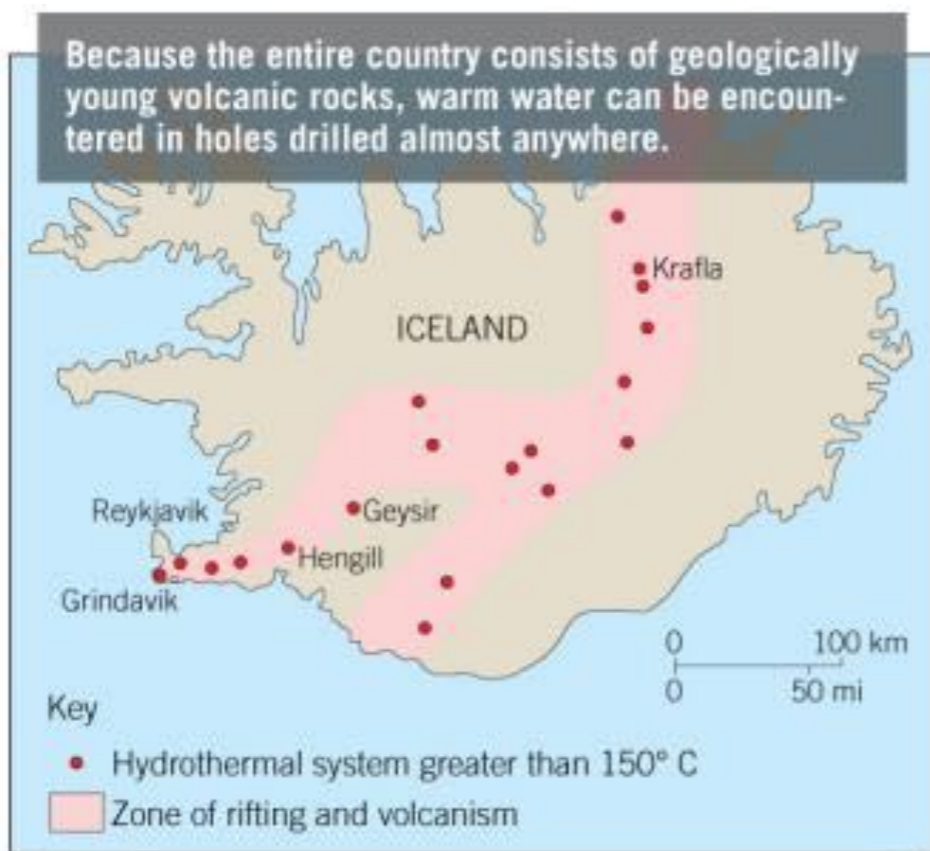 Because the entire country consists of geologically
young volcanic rocks, warm water can be encoun-
tered in holes drilled almost anywhere.
Krafla
ICELAND
Reykjavik
Geysir
Hengill
Grindavik
0 100 km
0 50 mi
Key
Hydrothermal system greater than 150° C
Zone of rifting and volcanism